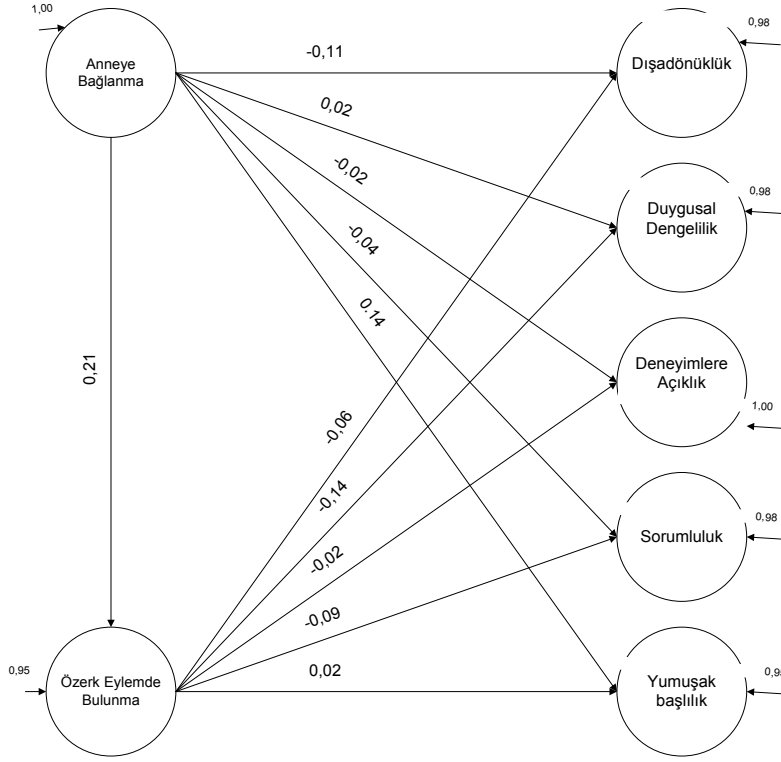 1,00
0,98
Anneye
Bağlanma
-0,11
Dışadönüklük
0,02
-0,02
0,98
Duygusal
Dengelilik
-0,04
0.14
0,21
Deneyimlere
Açıklık
1,00
-0,06
-0,14
0,98
Sorumluluk
-0,02
-0,09
0,95
Özerk Eylemde
Bulunma
0,02
Yumuşak
başlılık